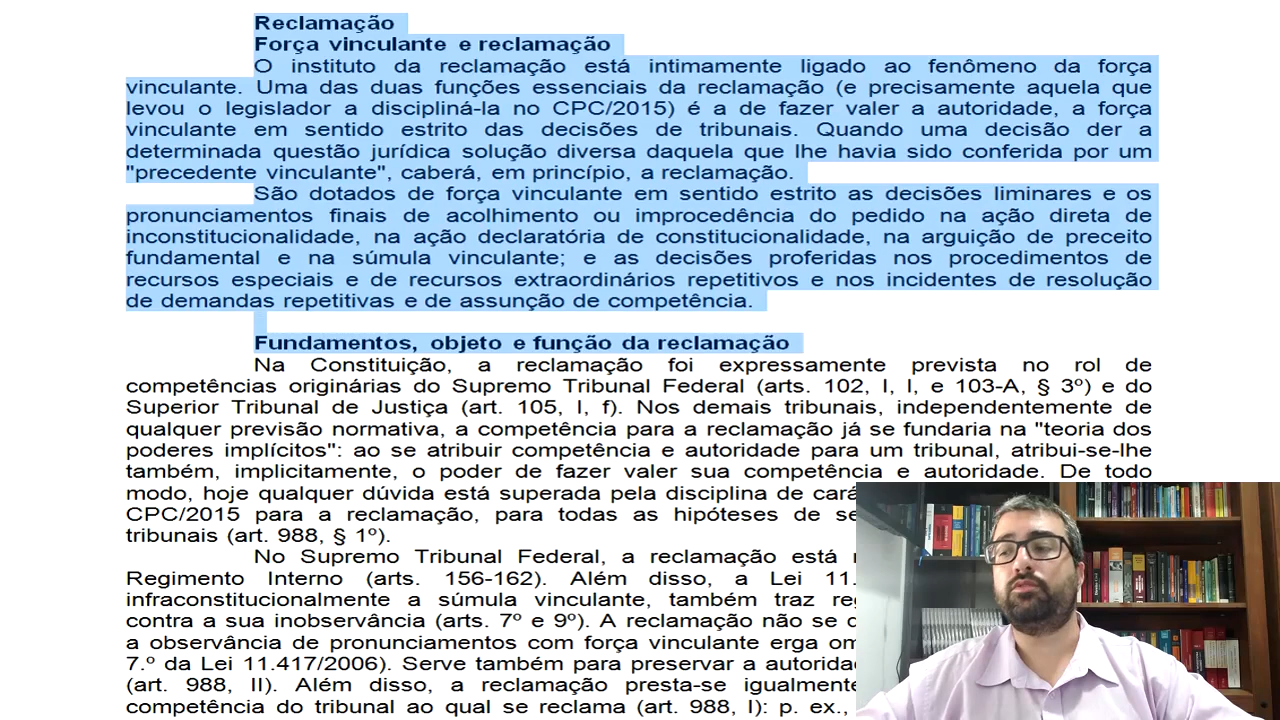 Reclamação
Força vinculante e reclamação
O instituto da reclamação está intimamente ligado ao fenômeno da força
vinculante. Uma das duas funções essenciais da reclamação (e precisamente aquela que
levou o legislador a discipliná-la no CPC/2015) é a de fazer valer a autoridade, a força
vinculante em sentido estrito das decisões de tribunais. Quando uma decisão der a
determinada questão jurídica solução diversa daquela que lhe havia sido conferida por um
"precedente vinculante", caberá, em princípio, a reclamação.
São dotados de força vinculante em sentido estrito as decisões liminares e os
pronunciamentos finais de acolhimento ou improcedência do pedido na ação direta de
inconstitucionalidade, na ação declaratória de constitucionalidade, na arguição de preceito
fundamental e na súmula vinculante; e as decisões proferidas nos procedimentos de
recursos especiais e de recursos extraordinários repetitivos e nos incidentes de resolução
de demandas repetitivas e de assunção de competência.
Fundamentos, objeto e função da reclamação
Na Constituição, a reclamação foi expressamente prevista no rol de
competências originárias do Supremo Tribunal Federal (arts. 102, I, l, e 103-A, § 3º) e do
Superior Tribunal de Justiça (art. 105, I, f). Nos demais tribunais, independentemente de
qualquer previsão normativa, a competência para a reclamação já se fundaria na "teoria dos
poderes implícitos": ao se atribuir competência e autoridade para um tribunal, atribui-se-lhe
também, implicitamente, o poder de fazer valer sua competência e autoridade. De todo
modo, hoje qualquer dúvida está superada pela disciplina de cará
CPC/2015 para a reclamação, para todas as hipóteses de se
tribunais (art. 988, § 1º).
No Supremo Tribunal Federal, a reclamação está
Regimento Interno (arts. 156-162). Além disso, a Lei 11.
infraconstitucionalmente a súmula vinculante, também traz re
contra a sua inobservância (arts. 7º e 9º). A reclamação não se
a observância de pronunciamentos com força vinculante erga
7.º da Lei 11.417/2006). Serve também para preservar a autorida
(art. 988, II). Além disso, a reclamação presta-se igualmente
competência do tribunal ao qual se reclama (art. 988, I): p. ex.,